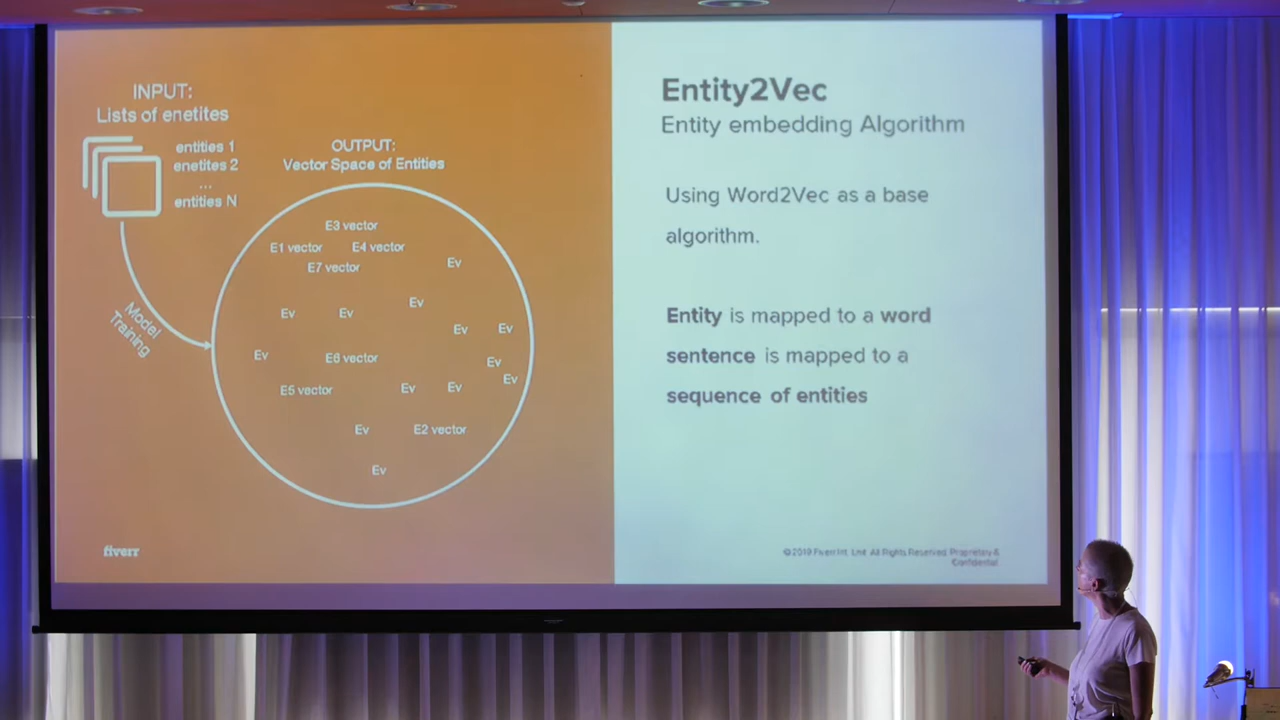 INPUT:
Lists of enetites
entities 1
enetites 2
...
entities N
Model
Training
OUTPUT:
Vector Space of Entities
E3 vector
E1 vector
E4 vector
E7 vector
Ev
Ev
Ev
Ev
Ev
Ev
Ev
E6 vector
Ev
Ev
E5 vector
Ev
Ev
Ev
E2 vector
Ev
fiverr
Entity2Vec
Entity embedding Algorithm
Using Word2Vec as a base
algorithm.
Entity is mapped to a word
sentence is mapped to a
sequence of entities
©2019 Fiverr Int. Lmt. All Rights Reserved. Proprietary &
Confidential.